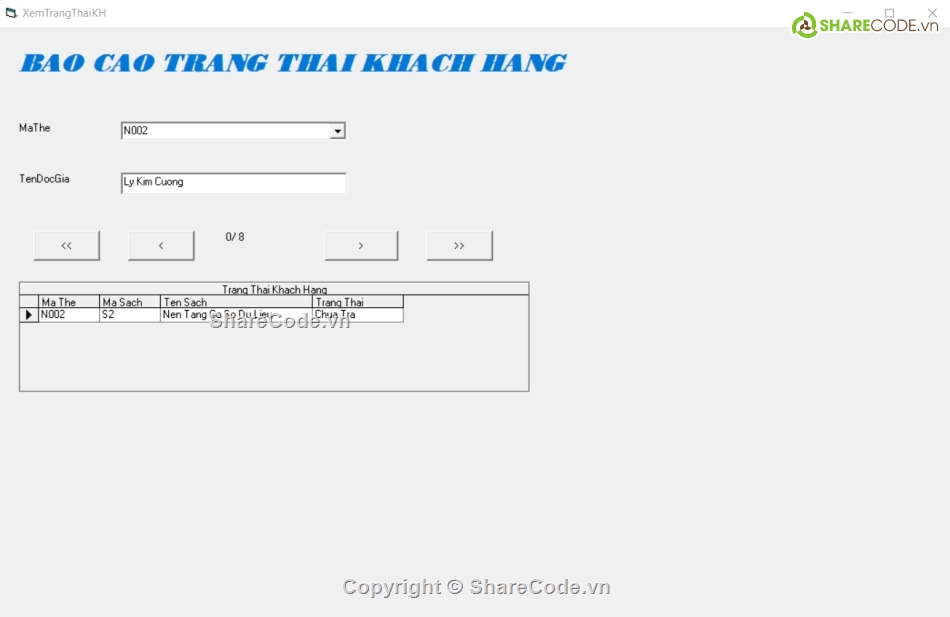 XemTrangThaiKH
SHARECODE.vn
BAO CAO TRANG THAI KHACH HANG
MaThe
N002
TenDocGia
Ly Kim Cuong
<<
<
0/ 8
>
>>
Trang Thai Khach Hang
Ma The Ma Sach Ten Sach Trang Thai
N002 S2 Nen Tang Co So Du Lieu Chua Tra
ShareCode.vn
Copyright © ShareCode.vn